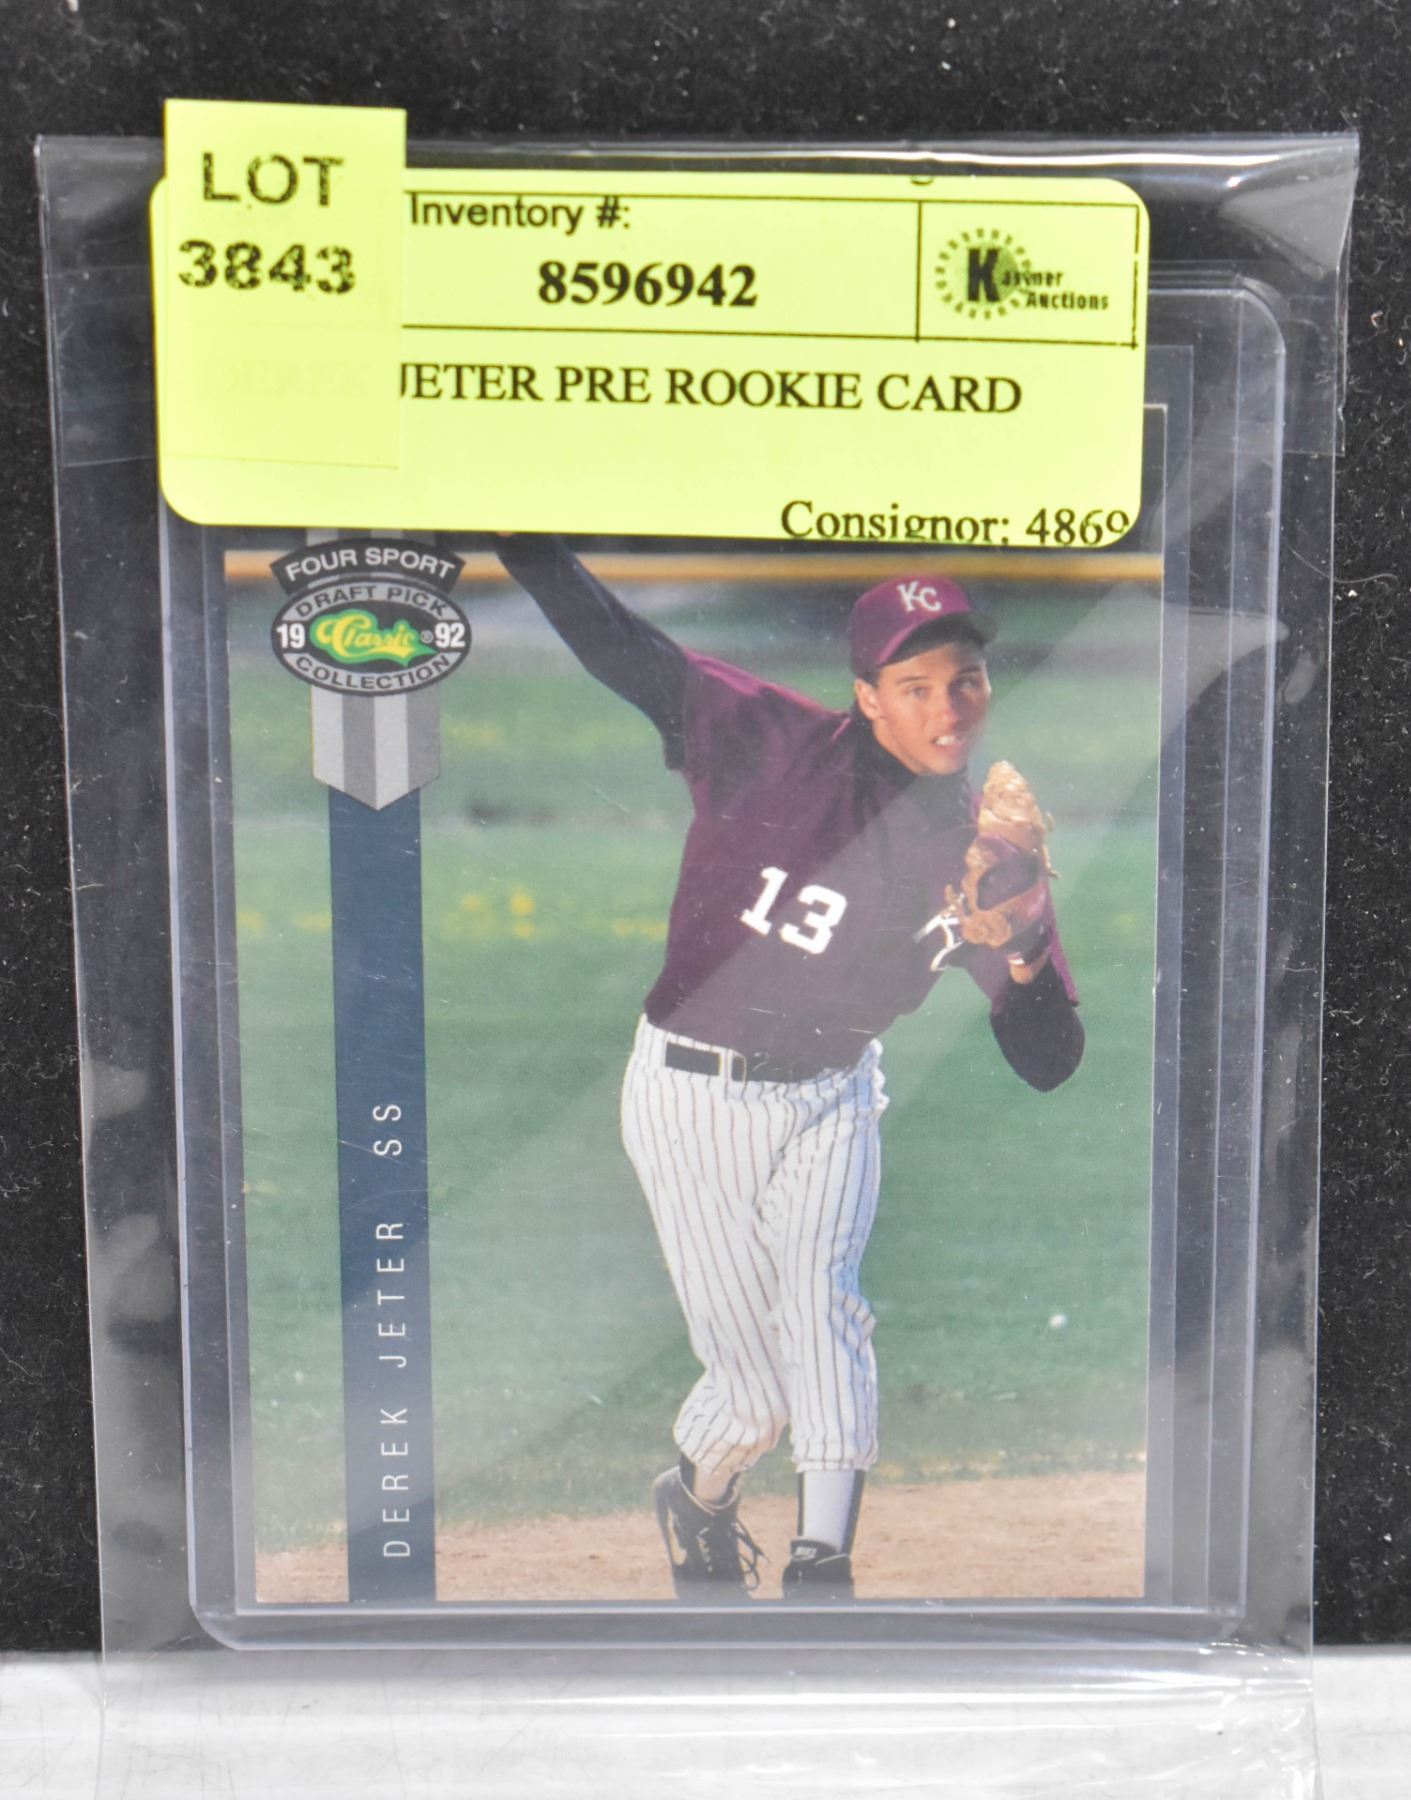 LOT
3843
Inventory #:
8596942
Kastner
Auctions
JETER PRE ROOKIE CARD
Consignor: 4869
FOUR SPORT
DRAFT PICK
19 Classic® 92
COLLECTION
KC
13
K
DEREK JETER SS